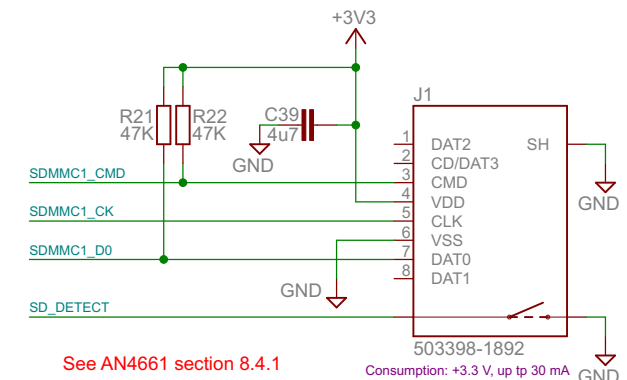 +3V3
J1
R21
47K
R22
47K
C39
4u7
GND
1 DAT2
2 CD/DAT3
3 CMD
4 VDD
5 CLK
6 VSS
7 DAT0
8 DAT1
SH
GND
SDMMC1_CMD
SDMMC1_CK
SDMMC1_D0
GND
SD_DETECT
503398-1892
See AN4661 section 8.4.1
Consumption: +3.3 V, up tp 30 mA
GND